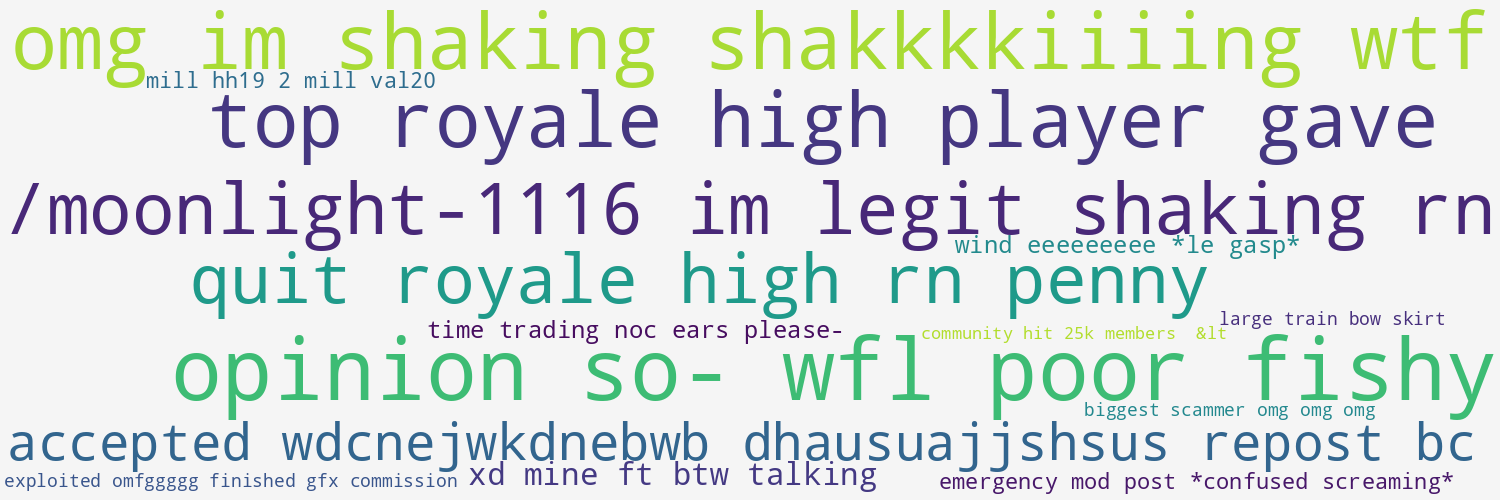 omg im shaking shakkkkiiiing wtf
mill hh19 2 mill val20
top royale high player gave
/moonlight-1116 im legit shaking rn
wind eeeeeeeee *le gasp*
quit royale high rn penny
large train bow skirt
time trading noc ears please-
community hit 25k members  &lt
opinion so- wfl poor fishy
biggest scammer omg omg omg
accepted wdcnejwkdnebwb dhausuajjshsus repost bc
exploited omfggggg finished gfx commission
xd mine ft btw talking
emergency mod post *confused screaming*